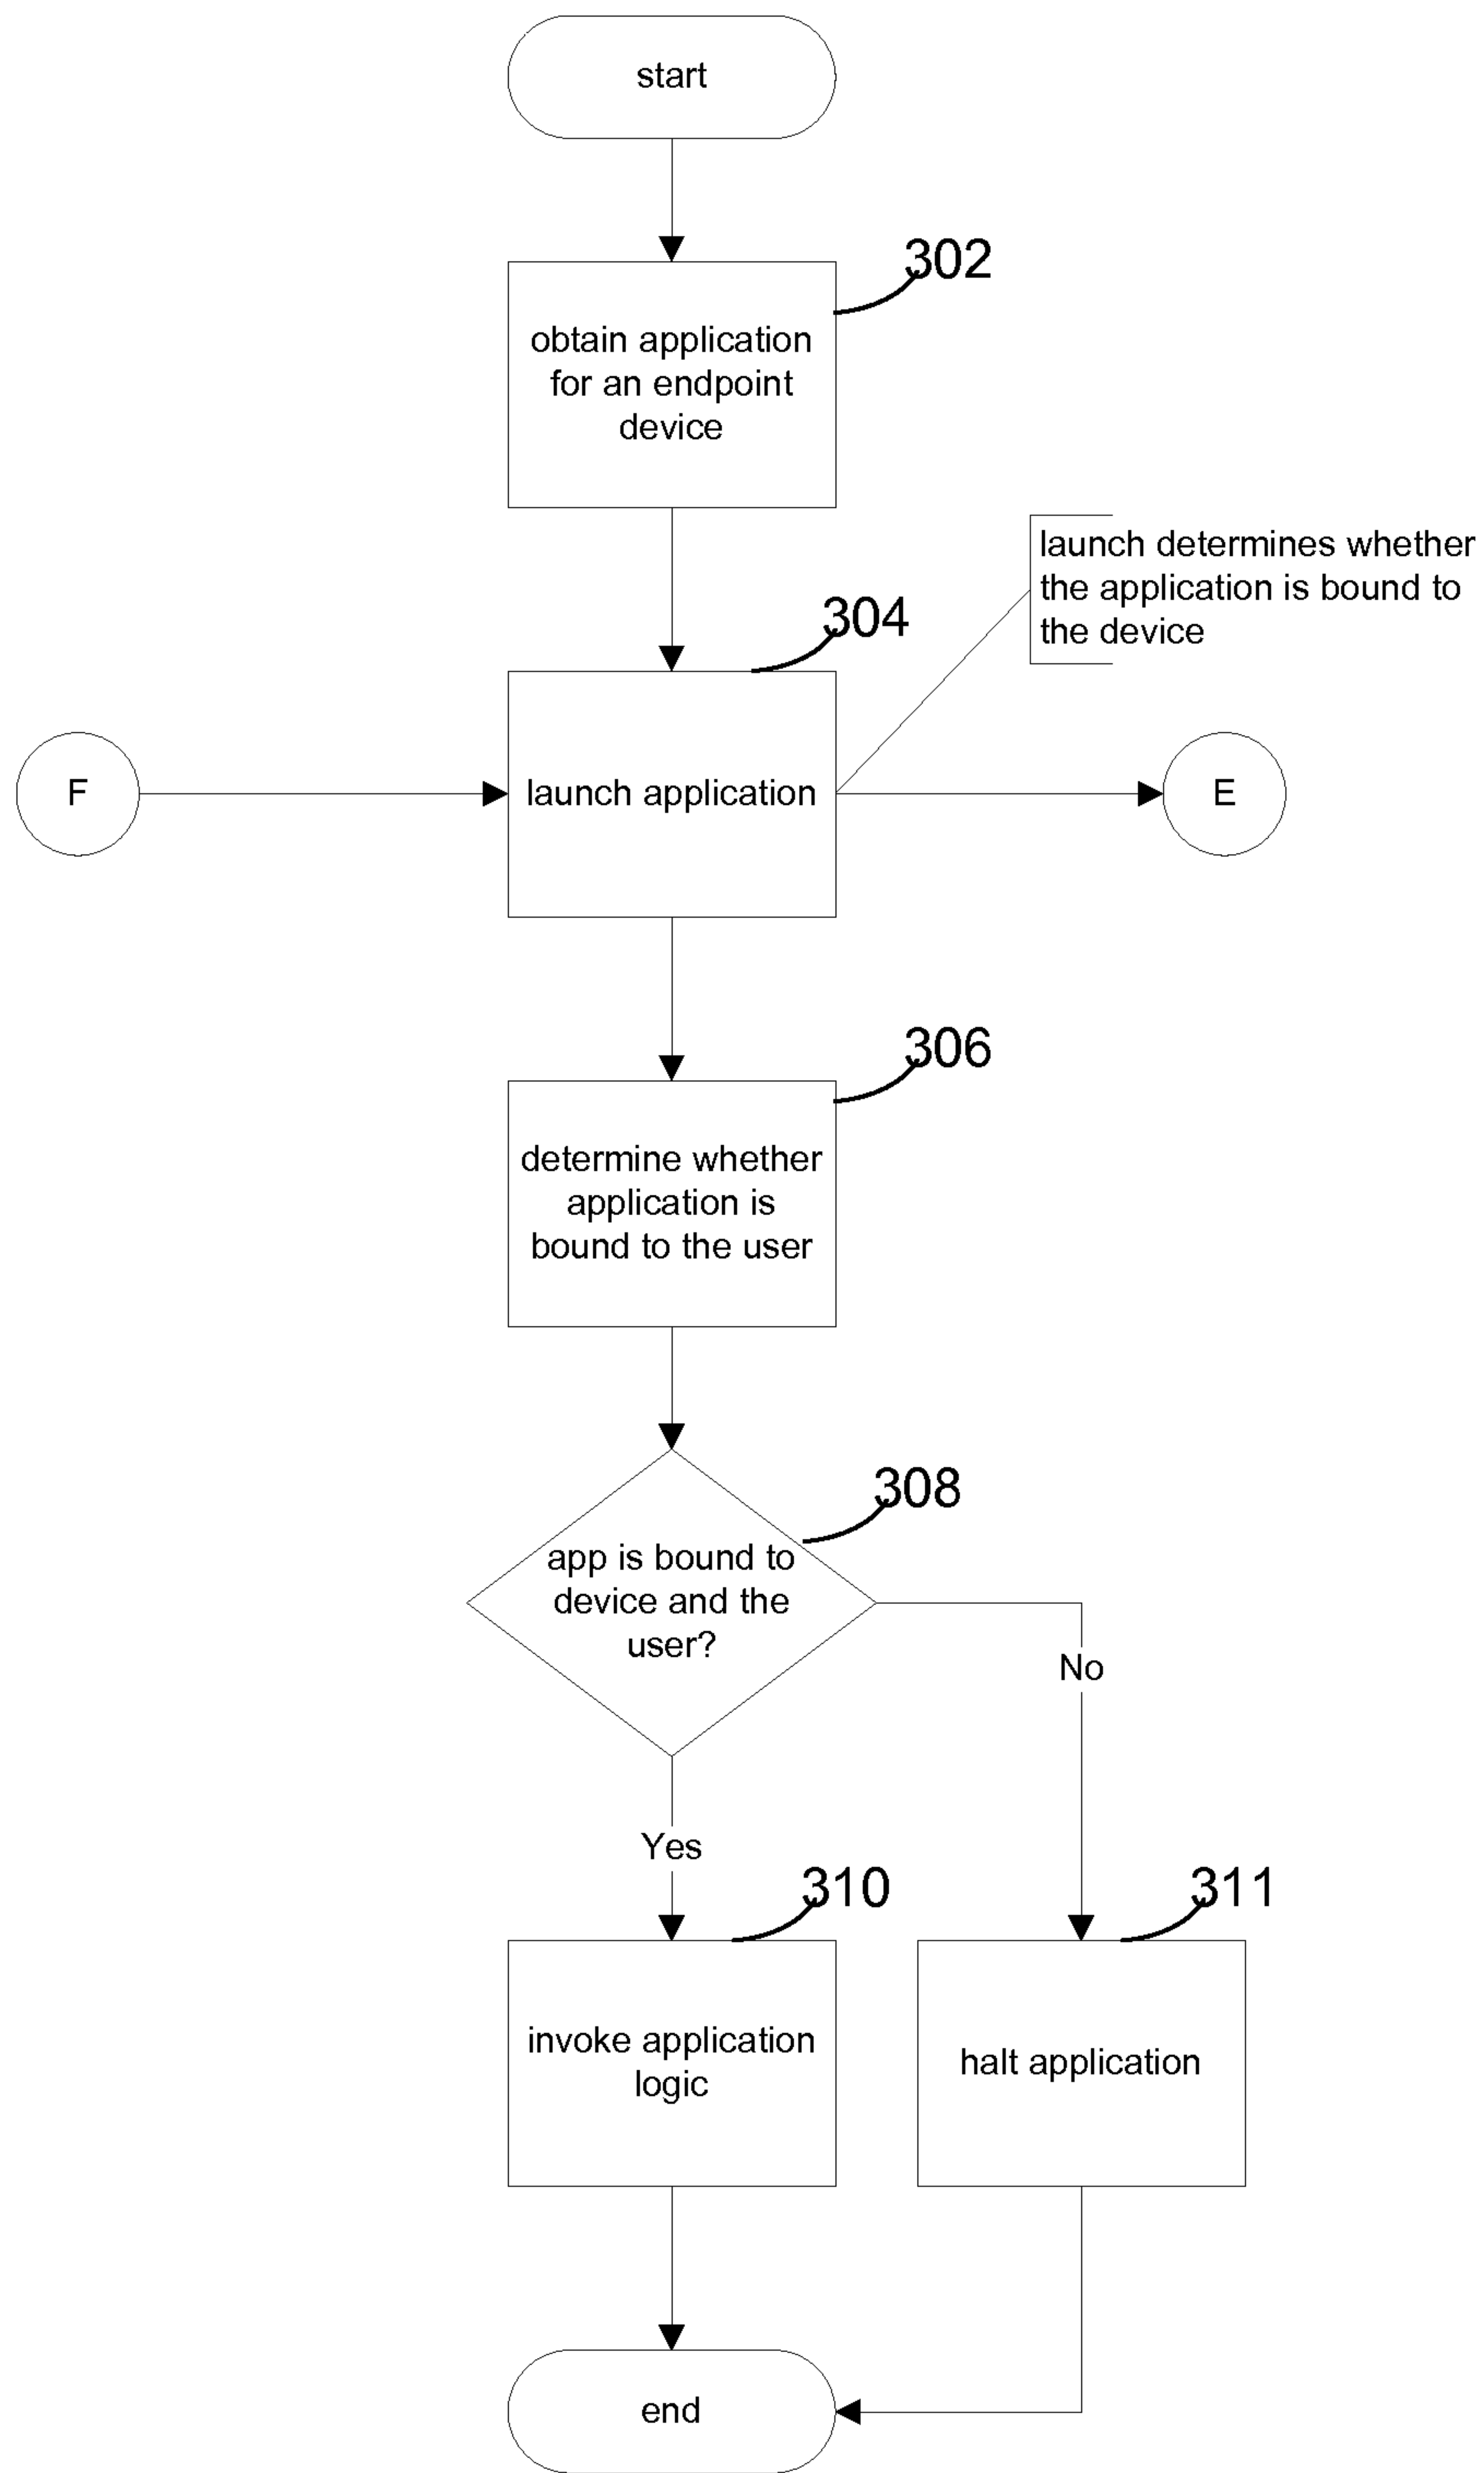 start
302
obtain application
for an endpoint
device
launch determines whether
the application is bound to
the device
304
F
launch application
E
306
determine whether
application is
bound to the user
308
app is bound to
device and the
user?
No
Yes
310
311
invoke application
logic
halt application
end